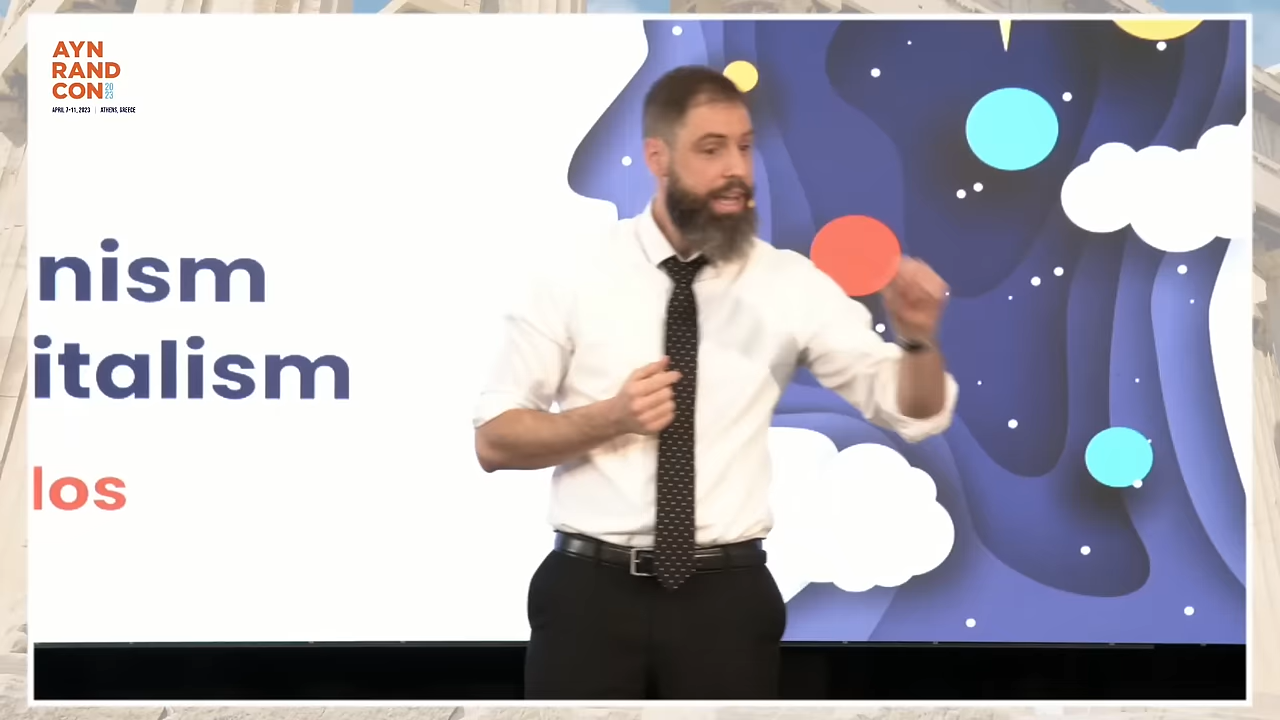 AYN
RAND
CON 20
23
APRIL 7-11, 2023 | ATHENS, GREECE
nism
italism
los